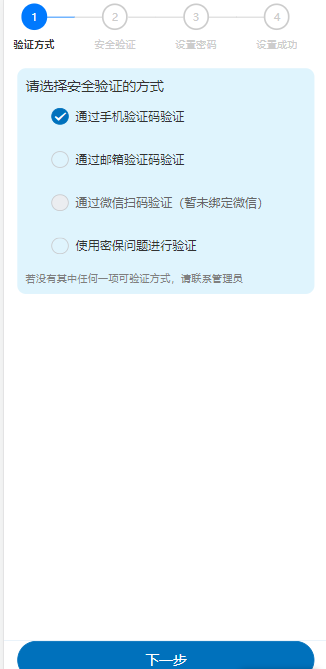 1 2 3 4
验证方式 安全验证 设置密码 设置成功
请选择安全验证的方式
通过手机验证码验证
通过邮箱验证码验证
通过微信扫码验证（暂未绑定微信）
使用密保问题进行验证
若没有其中任何一项可验证方式，请联系管理员
下一步